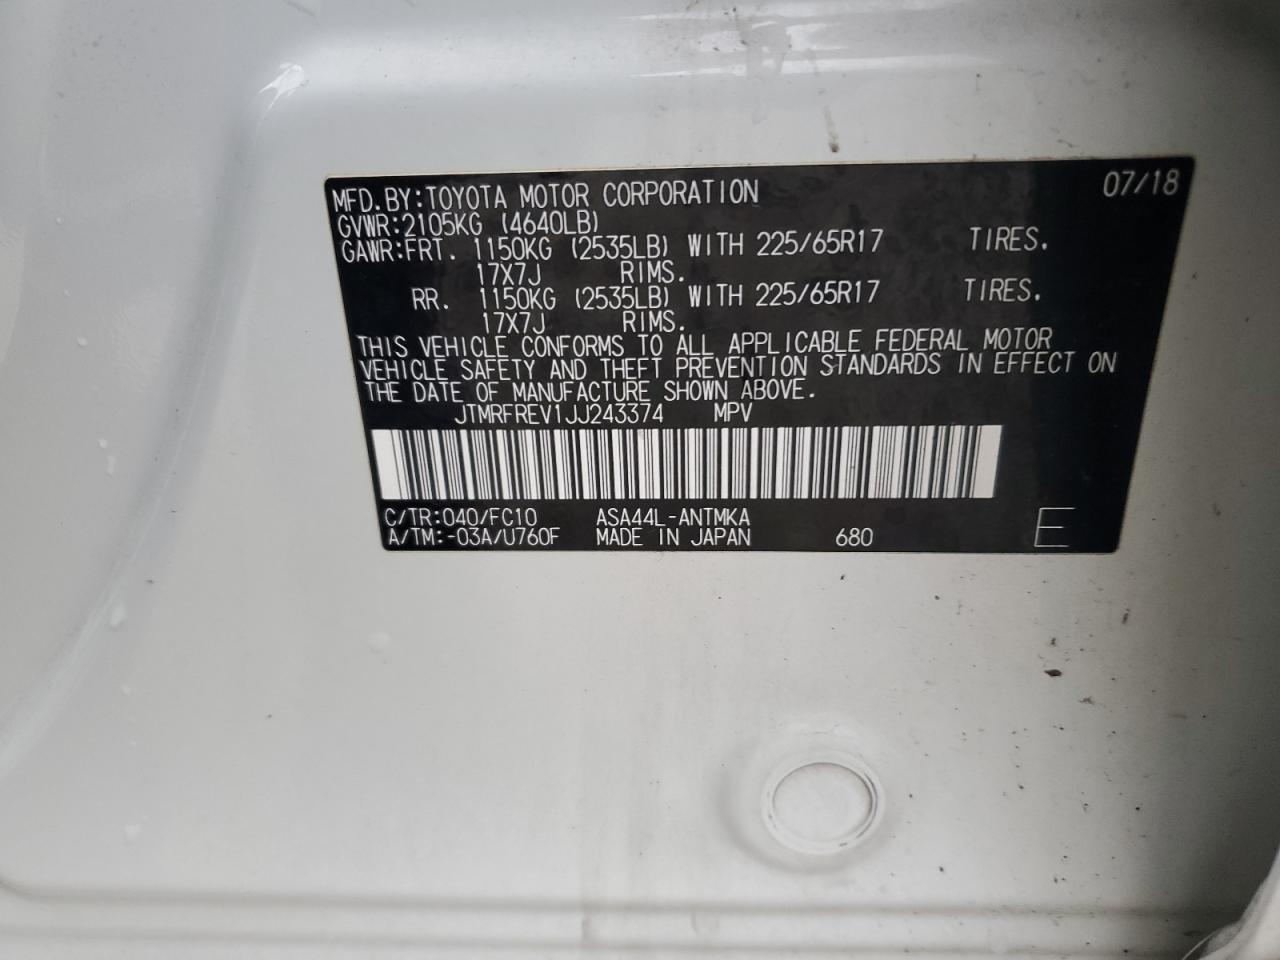 MFD.BY:TOYOTA MOTOR CORPORATION 07/18
GVWR:2105KG (4640LB)
GAWR:FRT. 1150KG (2535LB) WITH 225/65R17 TIRES.
17X7J RIMS.
RR. 1150KG (2535LB) WITH 225/65R17 TIRES.
17X7J RIMS.
THIS VEHICLE CONFORMS TO ALL APPLICABLE FEDERAL MOTOR
VEHICLE SAFETY AND THEFT PREVENTION STANDARDS IN EFFECT ON
THE DATE OF MANUFACTURE SHOWN ABOVE.
JTMRFREV1JJ243374 MPV
C/TR:040/FC10 ASA44L-ANTMKA
A/TM:-03A/U760F MADE IN JAPAN 680 E